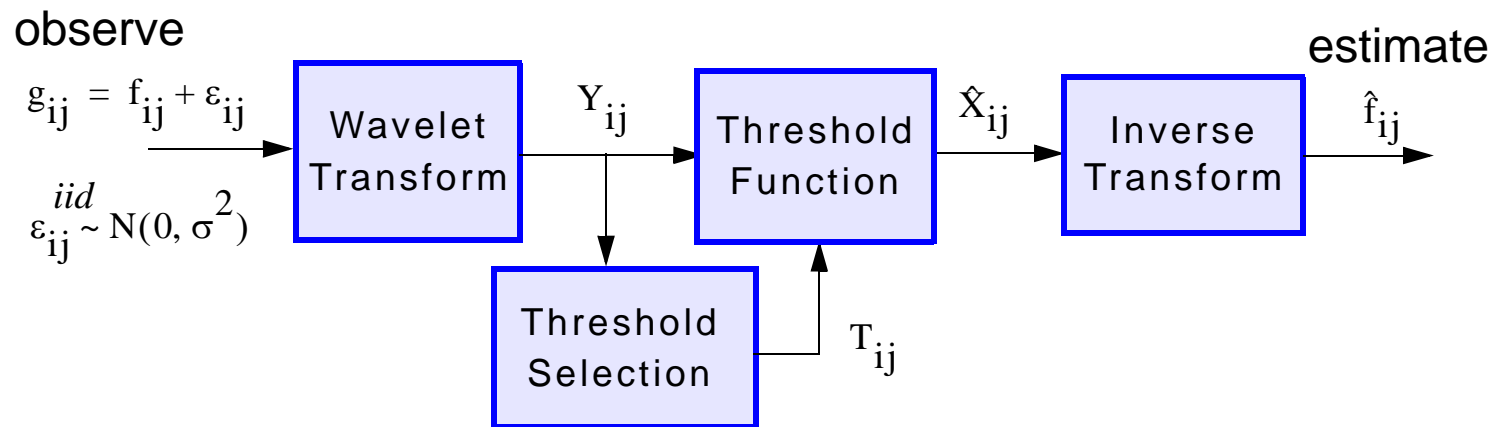 observe
g_ij = f_ij + ε_ij
iid
ε_ij ~ N(0, σ²)
Wavelet
Transform
Y_ij
Threshold
Function
X̂_ij
Inverse
Transform
estimate
f̂_ij
Threshold
Selection
T_ij